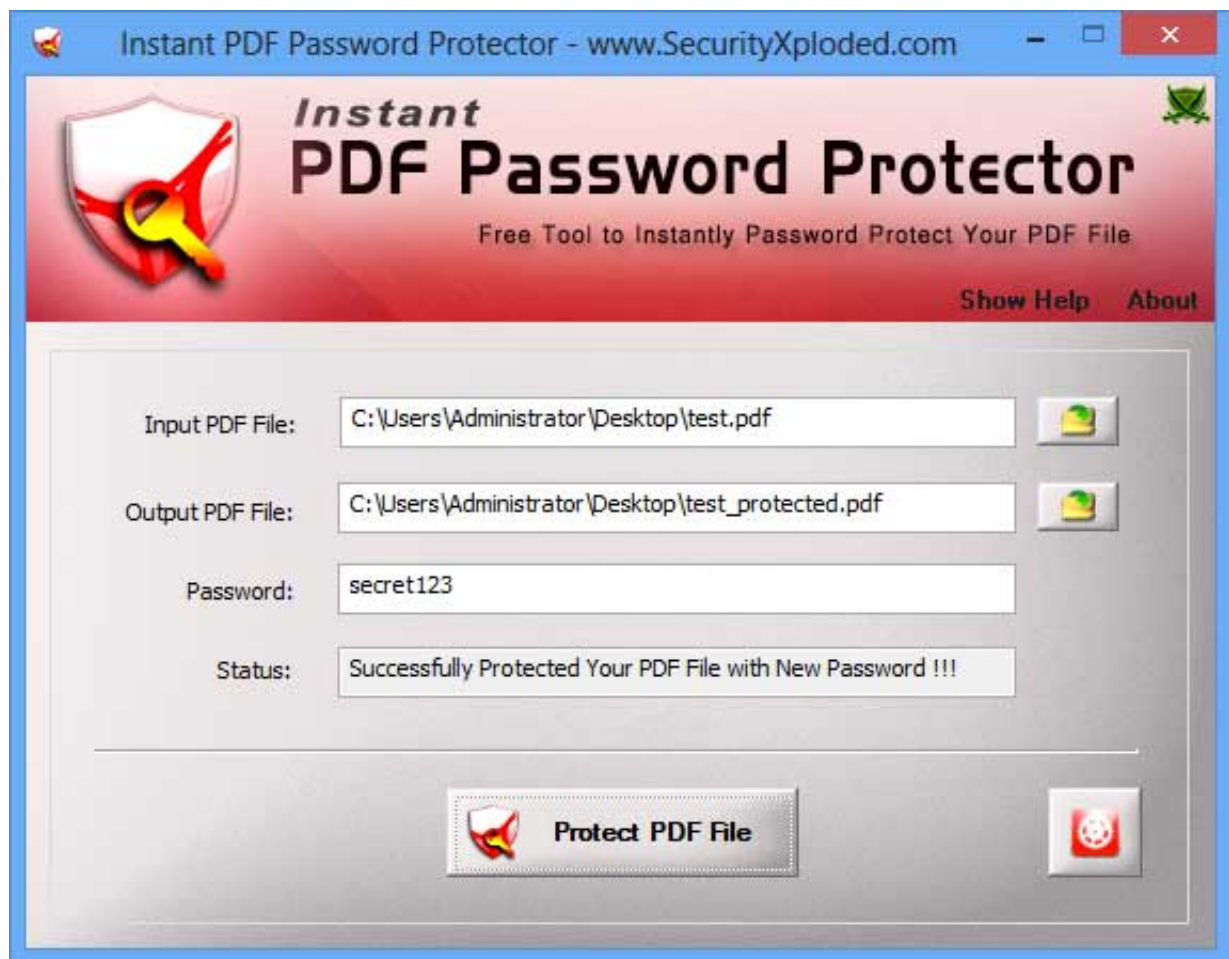 Instant PDF Password Protector - www.SecurityXploded.com
Instant
PDF Password Protector
Free Tool to Instantly Password Protect Your PDF File
Show Help About
Input PDF File: C:\Users\Administrator\Desktop\test.pdf
Output PDF File: C:\Users\Administrator\Desktop\test_protected.pdf
Password: secret123
Status: Successfully Protected Your PDF File with New Password !!!
Protect PDF File